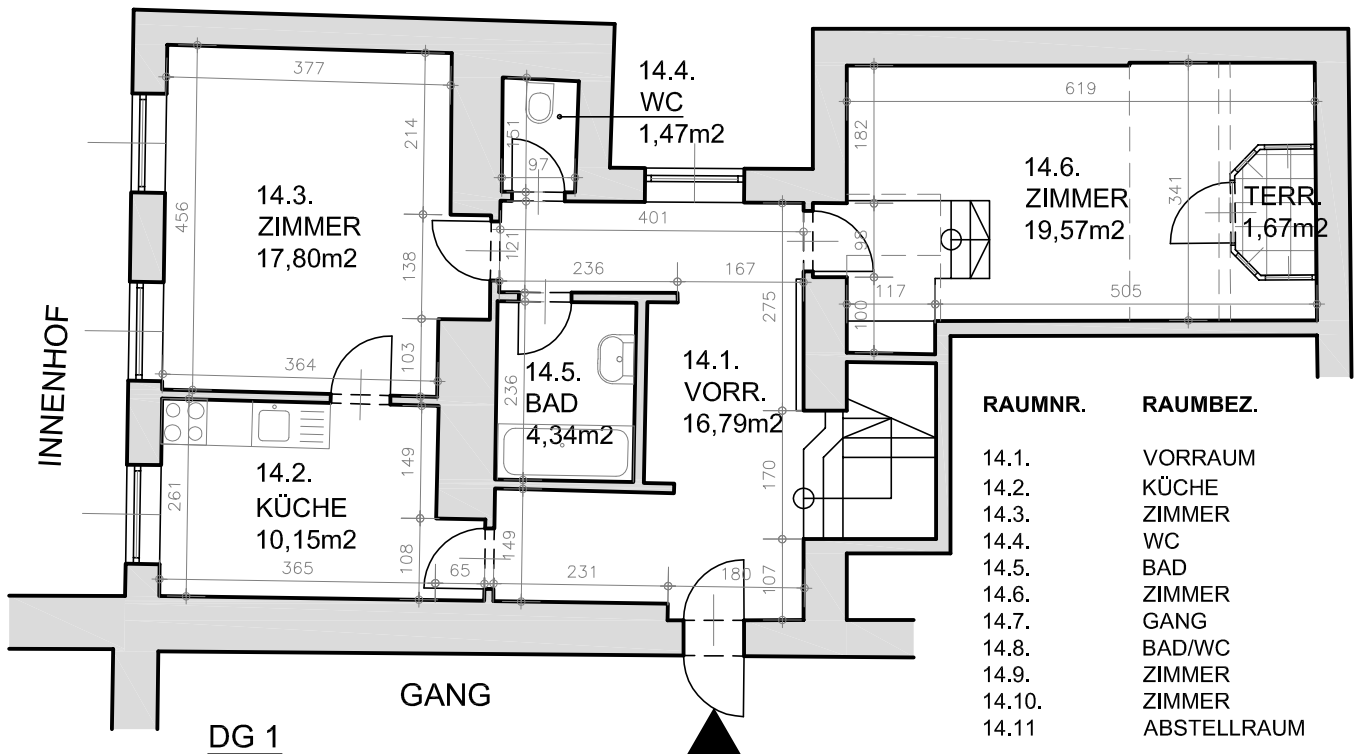 377
214
456
14.3.
ZIMMER
17,80m2
138
103
364
151
97
14.4.
WC
1,47m2
401
121
236
167
275
182
619
14.6.
ZIMMER
19,57m2
341
TERR.
1,67m2
98
117
505
100
INNENHOF
14.5.
BAD
4,34m2
236
14.1.
VORR.
16,79m2
170
14.2.
KÜCHE
10,15m2
261
149
108
365
65
149
231
180
107
GANG
DG 1
RAUMNR. RAUMBEZ.
14.1. VORRAUM
14.2. KÜCHE
14.3. ZIMMER
14.4. WC
14.5. BAD
14.6. ZIMMER
14.7. GANG
14.8. BAD/WC
14.9. ZIMMER
14.10. ZIMMER
14.11 ABSTELLRAUM